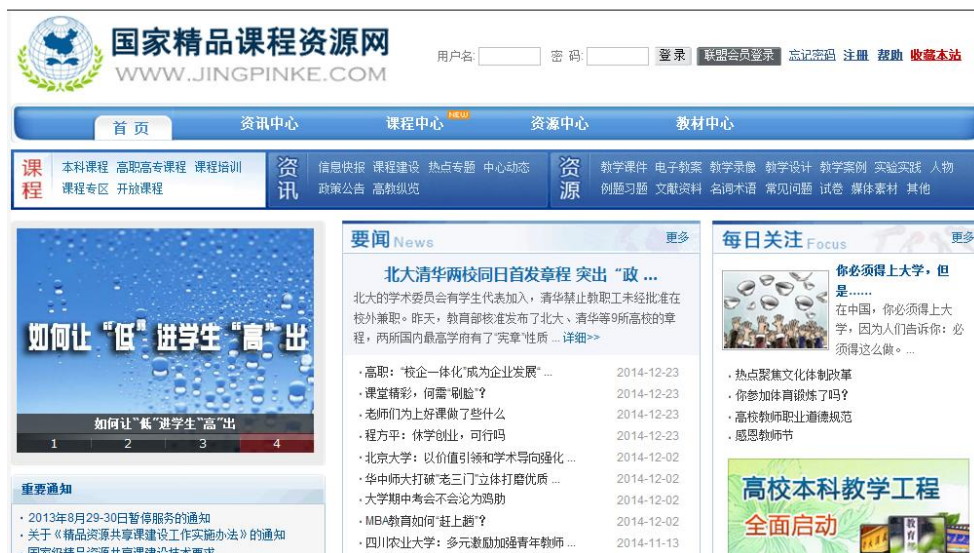 国家精品课程资源网
WWW.JINGPINKE.COM
用户名: 密 码: 登 录 联盟会员登录 忘记密码 注册 帮助 收藏本站
首 页 资讯中心 课程中心 NEW 资源中心 教材中心
课程
本科课程 高职高专课程 课程培训
课程专区 开放课程
资讯
信息快报 课程建设 热点专题 中心动态
政策公告 高教纵览
资源
教学课件 电子教案 教学录像 教学设计 教学案例 实验实践 人物
例题习题 文献资料 名词术语 常见问题 试卷 媒体素材 其他
如何让“低”进学生“高”出
如何让“低”进学生“高”出
1 2 3 4
重要通知
· 2013年8月29-30日暂停服务的通知
· 关于《精品资源共享课建设工作实施办法》的通知
· 国家级精品资源共享课建设技术要求
要闻 News 更多
北大清华两校同日首发章程 突出“政 ...
北大的学术委员会有学生代表加入，清华禁止教职工未经批准在
校外兼职。昨天，教育部核准发布了北大、清华等9所高校的章
程，两所国内最高学府有了“宪章”性质 ... 详细>>
· 高职：“校企一体化”成为企业发展“ ... 2014-12-23
· 课堂精彩，何需“刷脸”? 2014-12-23
· 老师们为上好课做了些什么 2014-12-23
· 程方平：休学创业，可行吗 2014-12-23
· 北京大学：以价值引领和学术导向强化 ... 2014-12-02
· 华中师大打破“老三门”立体打磨优质 ... 2014-12-02
· 大学期中考会不会沦为鸡肋 2014-12-02
· MBA教育如何“赶上趟”? 2014-12-02
· 四川农业大学：多元激励加强青年教师 ... 2014-11-13
每日关注 Focus 更多
你必须得上大学，但
是......
在中国，你必须得上大
学，因为人们告诉你：必
须得这么做。...
· 热点聚焦文化体制改革
· 你参加体育锻炼了吗?
· 高校教师职业道德规范
· 感恩教师节
高校本科教学工程
全面启动
教育部